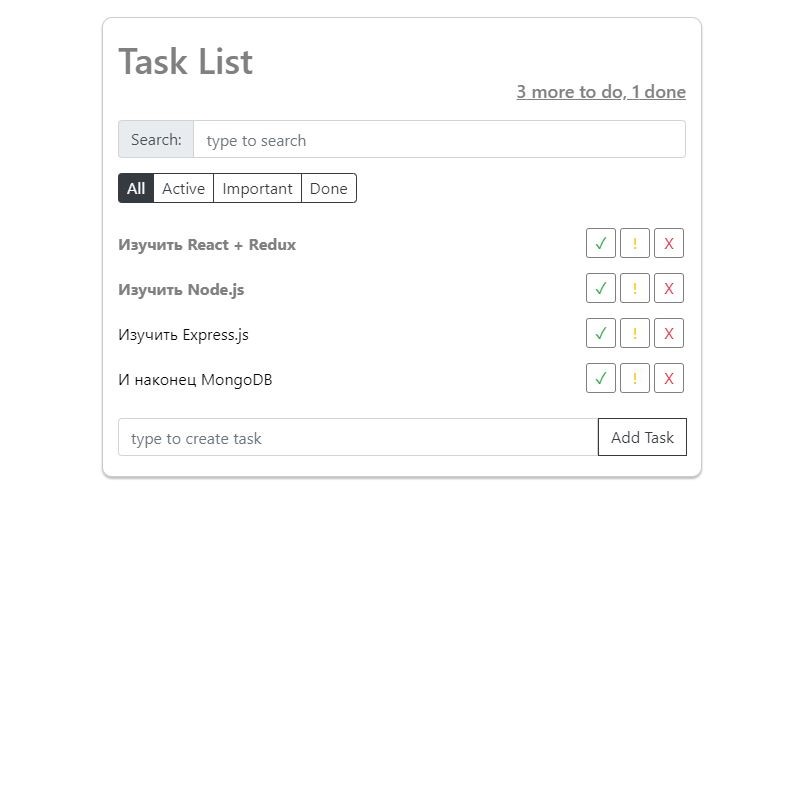 Task List
3 more to do, 1 done
Search: type to search
All Active Important Done
Изучить React + Redux ✓ ! X
Изучить Node.js ✓ ! X
Изучить Express.js ✓ ! X
И наконец MongoDB ✓ ! X
type to create task Add Task